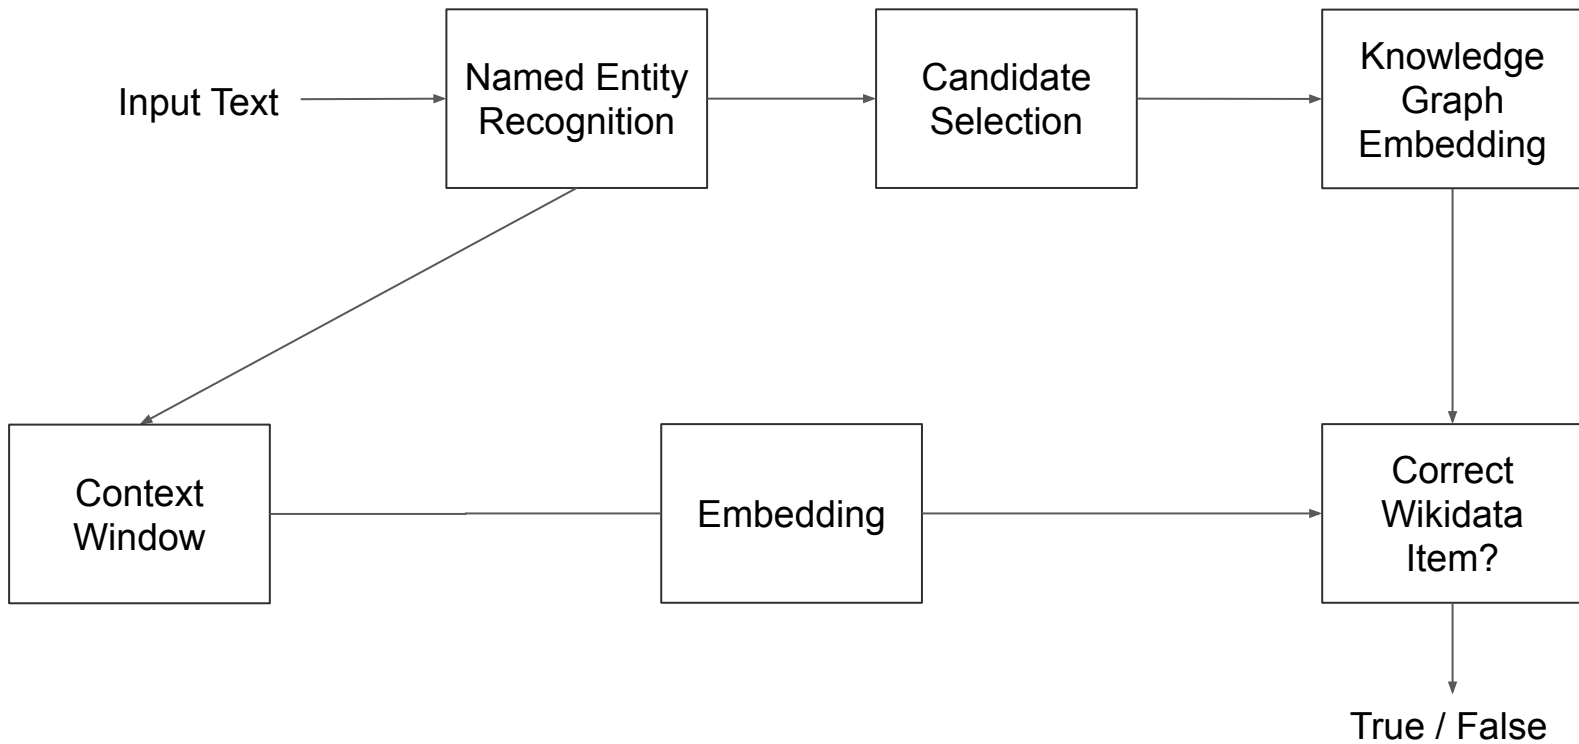 Input Text
Named Entity
Recognition
Candidate
Selection
Knowledge
Graph
Embedding
Context
Window
Embedding
Correct
Wikidata
Item?
True / False